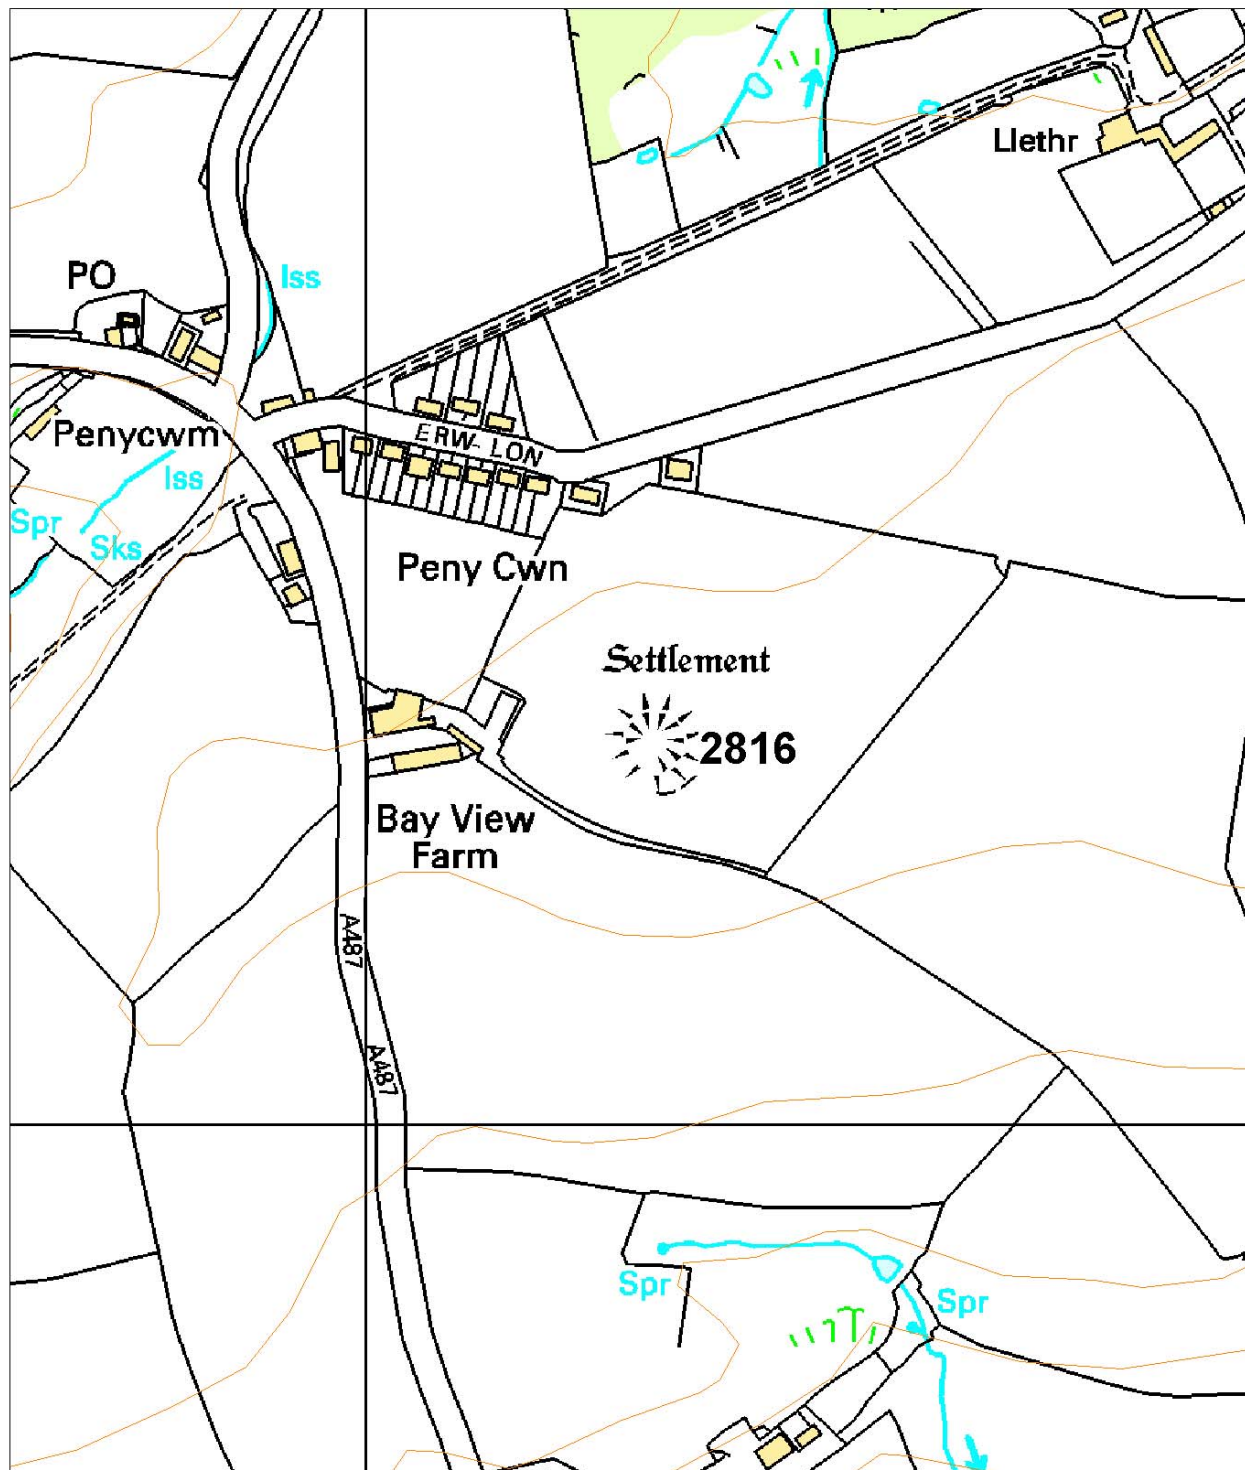 Llethr
PO
Iss
Penycwm
ERW-LON
Iss
Spr
Sks
Peny Cwn
Settlement
2816
Bay View
Farm
A487
A487
Spr
Spr